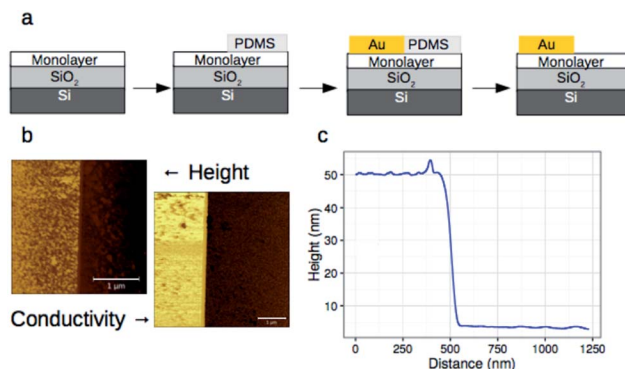 a
PDMS
Au
PDMS
Au
Monolayer
Monolayer
Monolayer
Monolayer
SiO2
SiO2
SiO2
SiO2
Si
Si
Si
Si
b
← Height
1 µm
Conductivity →
1 µm
c
50
40
30
20
10
Height (nm)
0
250
500
750
1000
1250
Distance (nm)